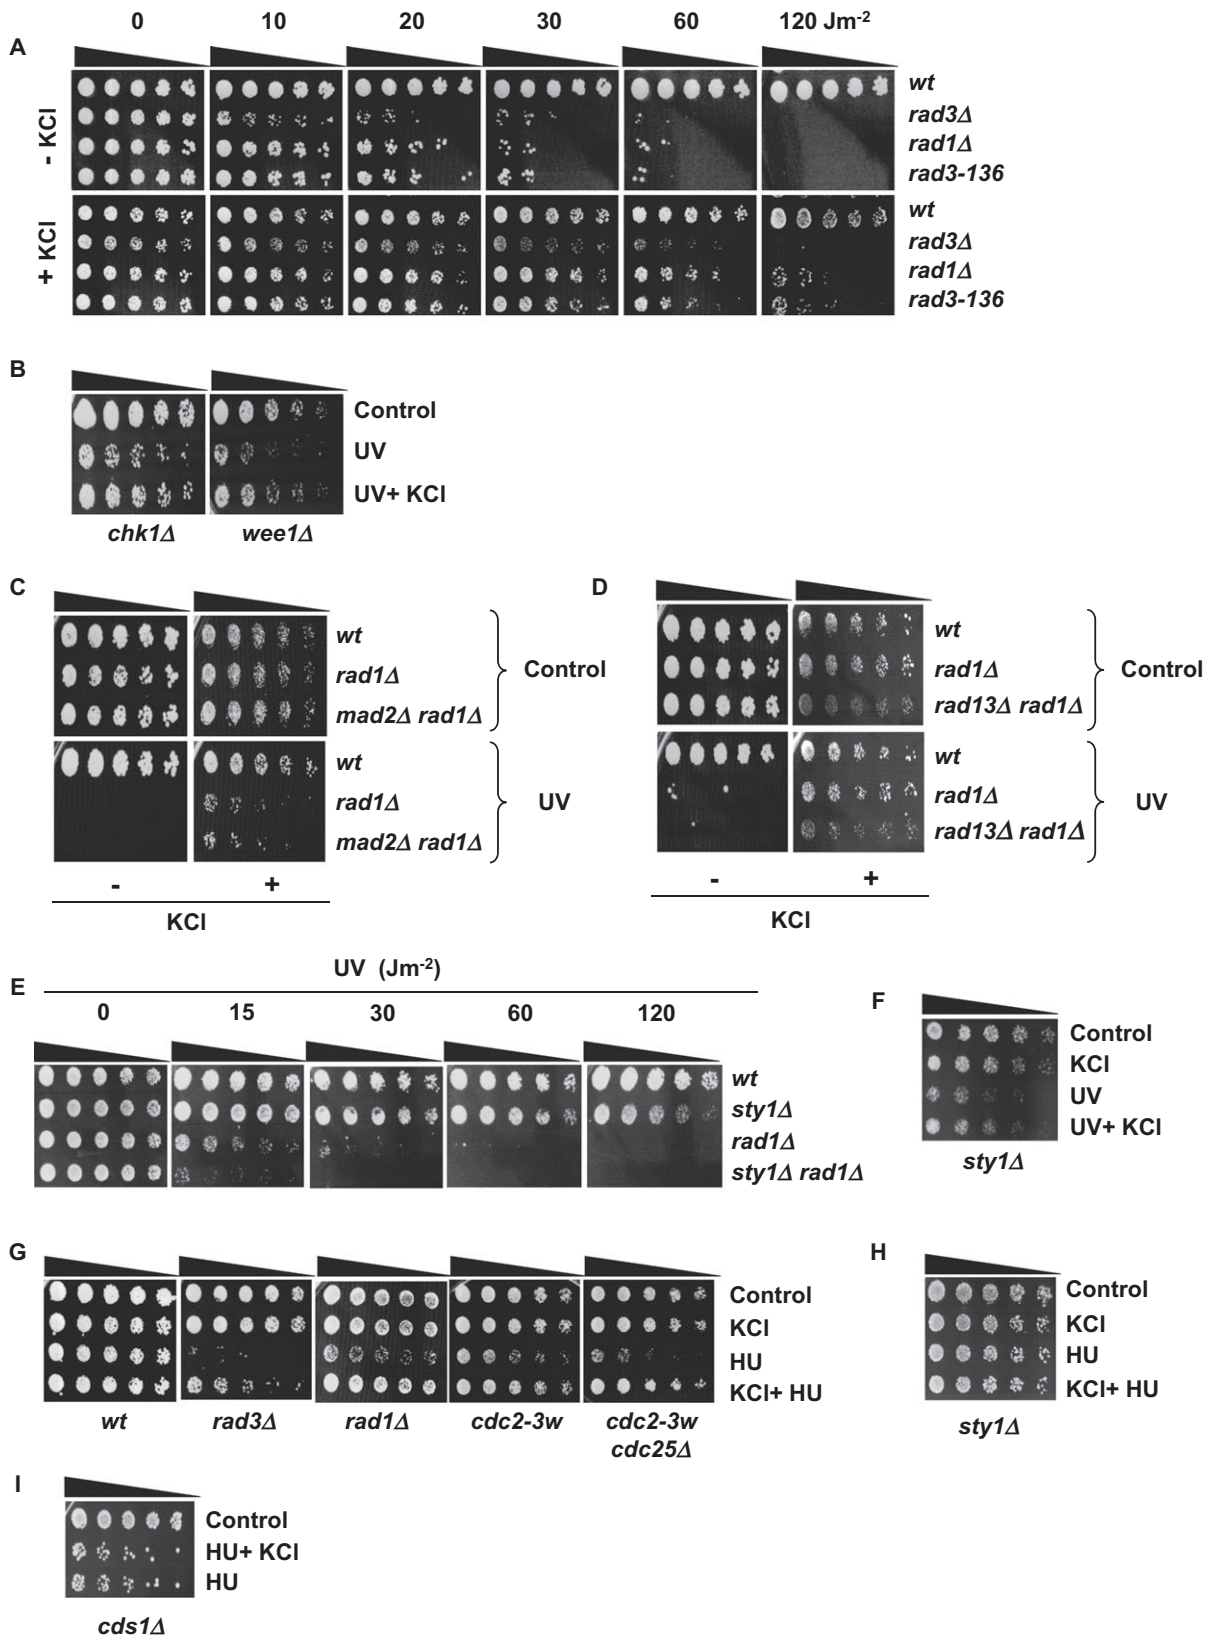 0 10 20 30 60 120 Jm-2
A
- KCl
wt
rad3Δ
rad1Δ
rad3-136
+ KCl
wt
rad3Δ
rad1Δ
rad3-136
B
Control
UV
UV+ KCl
chk1Δ wee1Δ
C
wt
rad1Δ
mad2Δ rad1Δ
Control
wt
rad1Δ
mad2Δ rad1Δ
UV
- +
KCl
D
wt
rad1Δ
rad13Δ rad1Δ
Control
wt
rad1Δ
rad13Δ rad1Δ
UV
- +
KCl
E
UV (Jm-2)
0 15 30 60 120
wt
sty1Δ
rad1Δ
sty1Δ rad1Δ
F
Control
KCl
UV
UV+ KCl
sty1Δ
G
Control
KCl
HU
KCl+ HU
wt rad3Δ rad1Δ cdc2-3w cdc2-3w
cdc25Δ
H
Control
KCl
HU
KCl+ HU
sty1Δ
I
Control
HU+ KCl
HU
cds1Δ